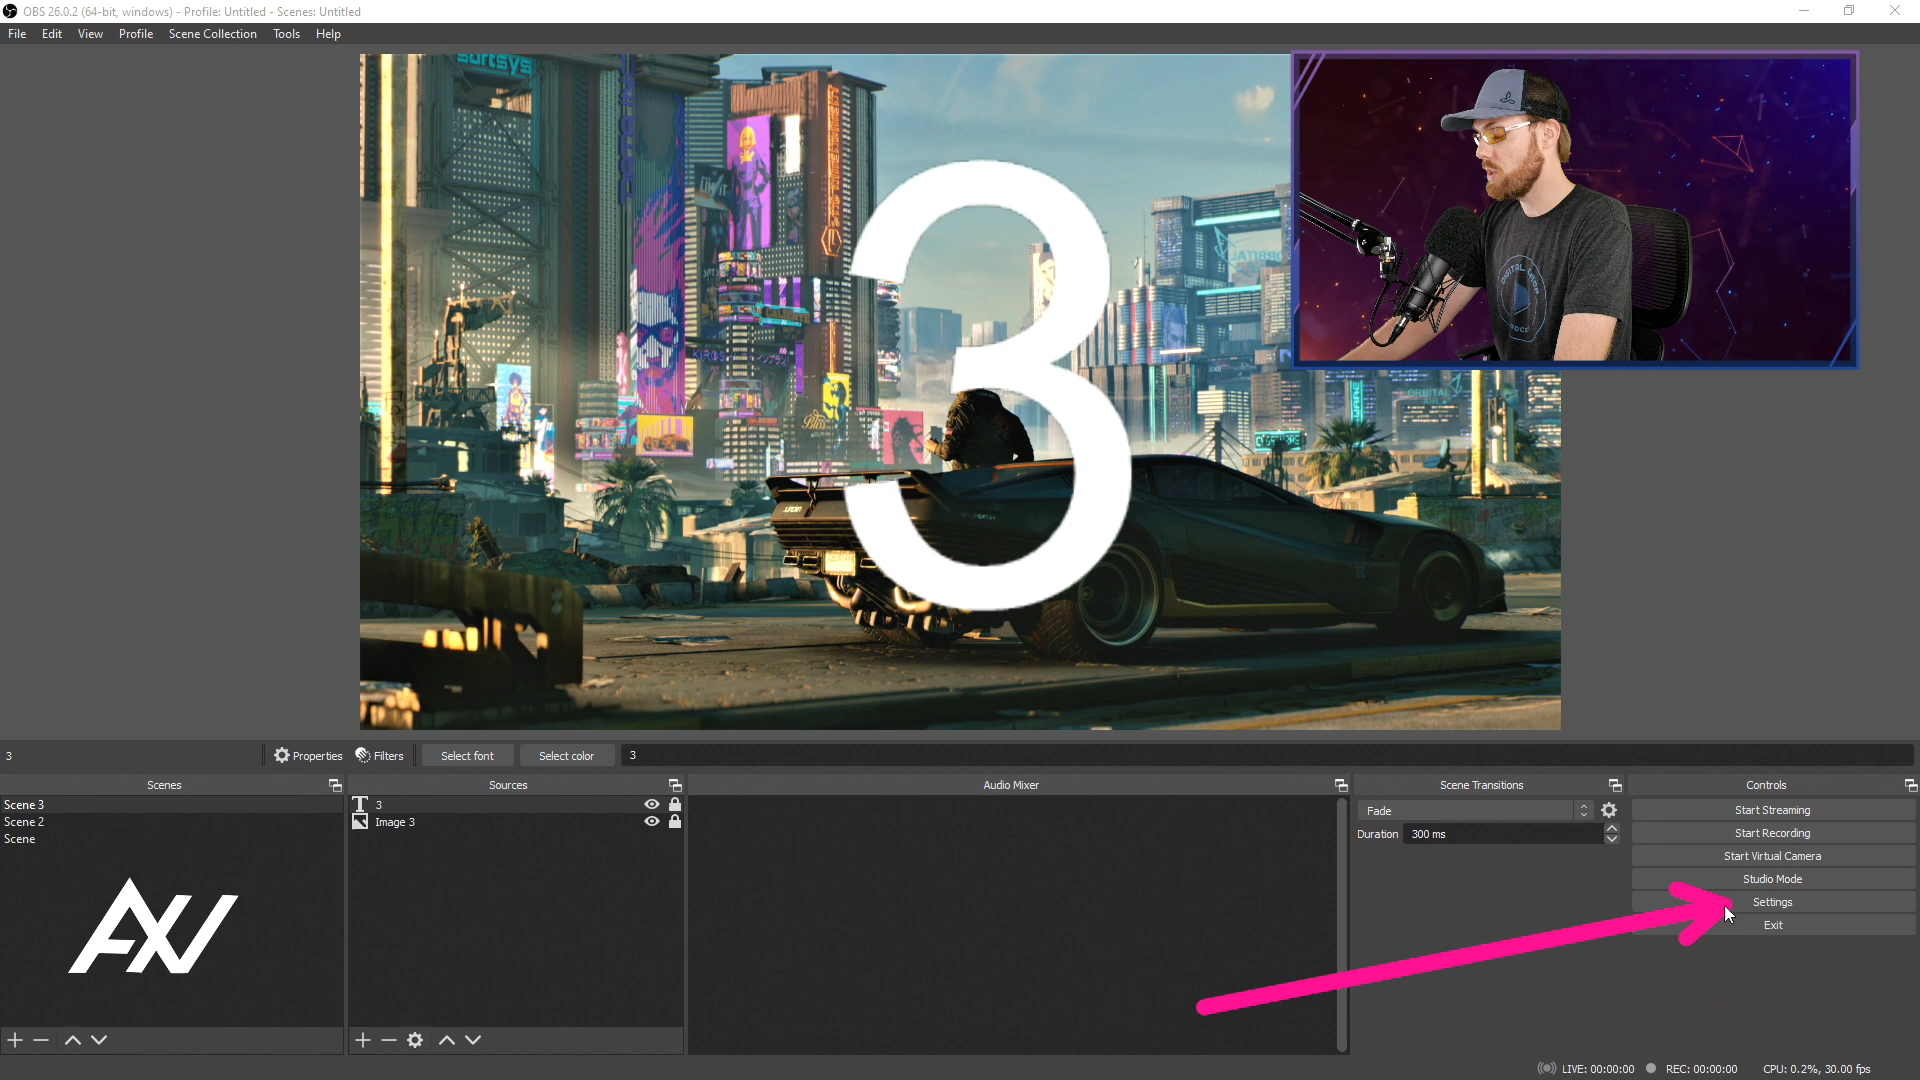 OBS 26.0.2 (64-bit, windows) - Profile: Untitled - Scenes: Untitled
File Edit View Profile Scene Collection Tools Help
3
3 Properties Filters Select font Select color 3
Scenes Sources Audio Mixer Scene Transitions Controls
Scene 3
Scene 2
Scene
3
Image 3
Fade
Duration 300 ms
Start Streaming
Start Recording
Start Virtual Camera
Studio Mode
Settings
Exit
LIVE: 00:00:00 REC: 00:00:00 CPU: 0.2%, 30.00 fps